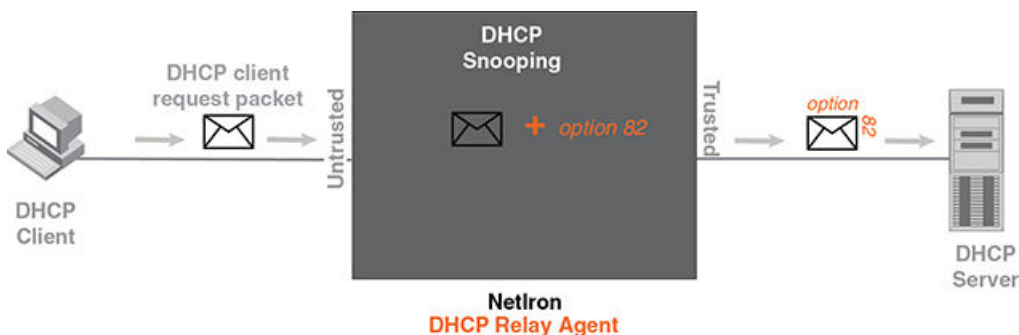 DHCP
Snooping
DHCP client
request packet
+ option 82
Untrusted
Trusted
option
82
DHCP
Client
DHCP
Server
NetIron
DHCP Relay Agent